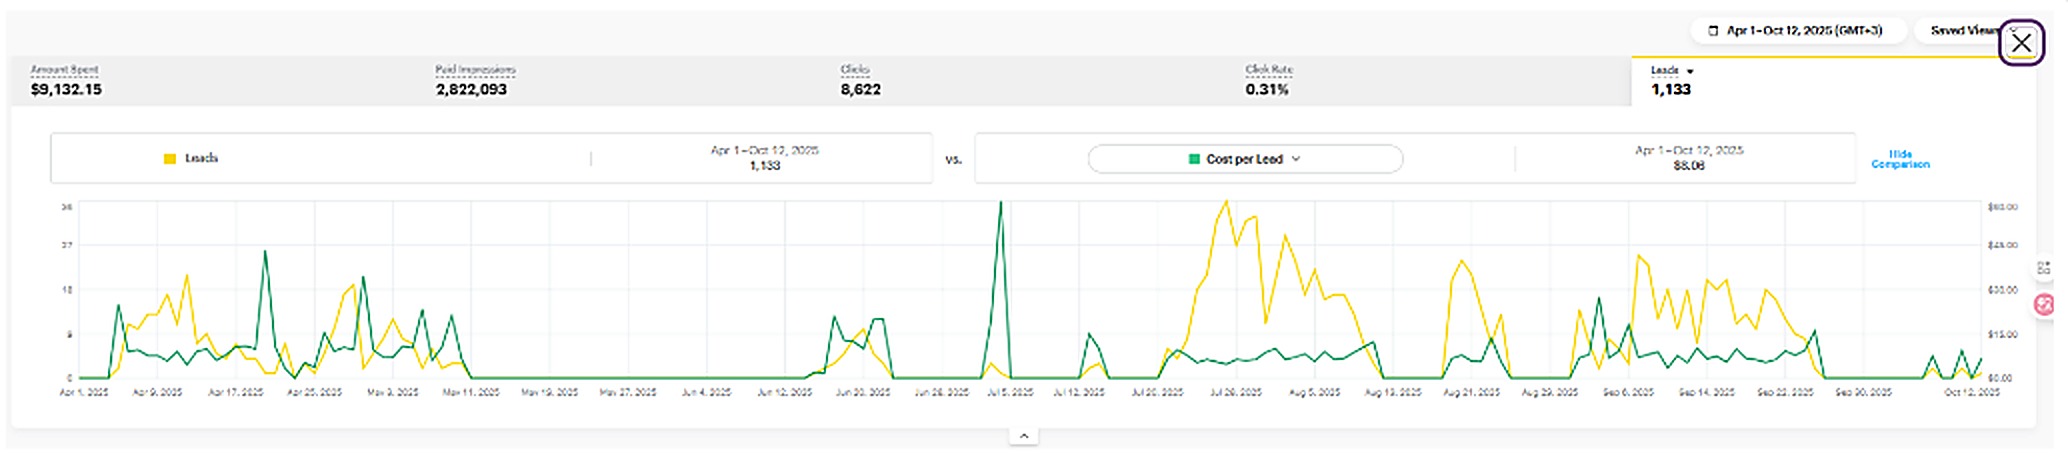 Apr 1–Oct 12, 2025 (GMT+3)
Saved Views
Amount Spent
$9,132.15
Paid Impressions
2,822,093
Clicks
8,622
Click Rate
0.31%
Leads
1,133
Leads
Apr 1–Oct 12, 2025
1,133
vs.
Cost per Lead
Apr 1–Oct 12, 2025
$8.06
Hide
Comparison
36
27
18
9
0
$60.00
$45.00
$30.00
$15.00
$0.00
Apr 1, 2025
Apr 9, 2025
Apr 17, 2025
Apr 25, 2025
May 3, 2025
May 11, 2025
May 19, 2025
May 27, 2025
Jun 4, 2025
Jun 12, 2025
Jun 20, 2025
Jun 28, 2025
Jul 5, 2025
Jul 12, 2025
Jul 20, 2025
Jul 28, 2025
Aug 5, 2025
Aug 13, 2025
Aug 21, 2025
Aug 29, 2025
Sep 6, 2025
Sep 14, 2025
Sep 22, 2025
Sep 30, 2025
Oct 12, 2025